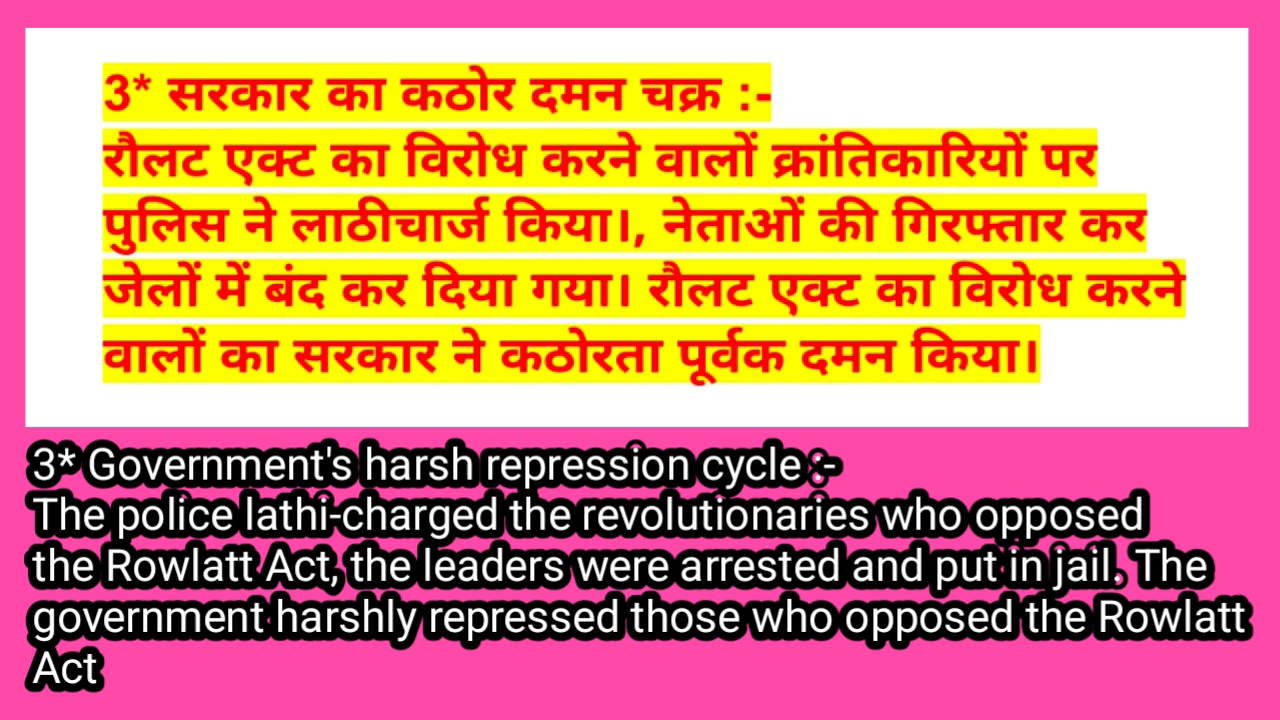 3* सरकार का कठोर दमन चक्र :-
रौलट एक्ट का विरोध करने वालों क्रांतिकारियों पर
पुलिस ने लाठीचार्ज किया।, नेताओं की गिरफ्तार कर
जेलों में बंद कर दिया गया। रौलट एक्ट का विरोध करने
वालों का सरकार ने कठोरता पूर्वक दमन किया।
3* Government's harsh repression cycle :-
The police lathi-charged the revolutionaries who opposed
the Rowlatt Act, the leaders were arrested and put in jail. The
government harshly repressed those who opposed the Rowlatt
Act